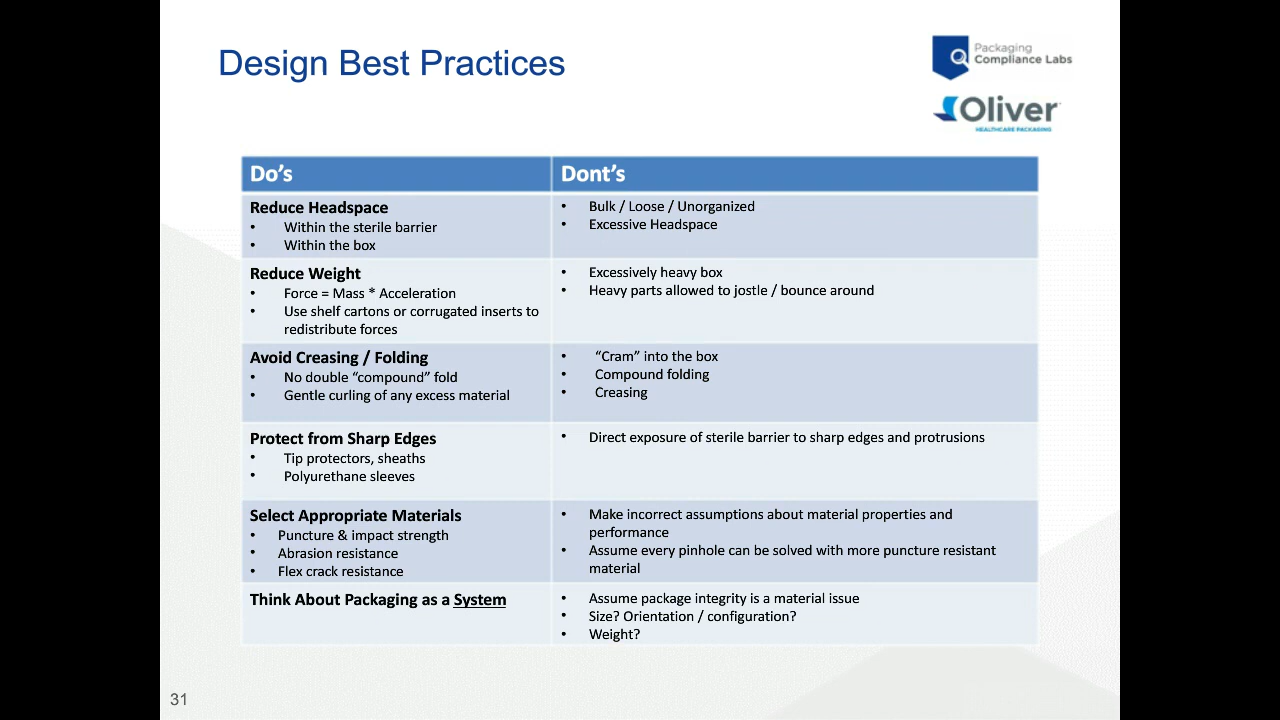 Design Best Practices
Packaging
Compliance Labs
Oliver
HEALTHCARE PACKAGING
Do's
Dont's
Reduce Headspace
• Within the sterile barrier
• Within the box
• Bulk / Loose / Unorganized
• Excessive Headspace
Reduce Weight
• Force = Mass * Acceleration
• Use shelf cartons or corrugated inserts to
redistribute forces
• Excessively heavy box
• Heavy parts allowed to jostle / bounce around
Avoid Creasing / Folding
• No double “compound” fold
• Gentle curling of any excess material
• “Cram” into the box
• Compound folding
• Creasing
Protect from Sharp Edges
• Tip protectors, sheaths
• Polyurethane sleeves
• Direct exposure of sterile barrier to sharp edges and protrusions
Select Appropriate Materials
• Puncture & impact strength
• Abrasion resistance
• Flex crack resistance
• Make incorrect assumptions about material properties and
performance
• Assume every pinhole can be solved with more puncture resistant
material
Think About Packaging as a System
• Assume package integrity is a material issue
• Size? Orientation / configuration?
• Weight?
31